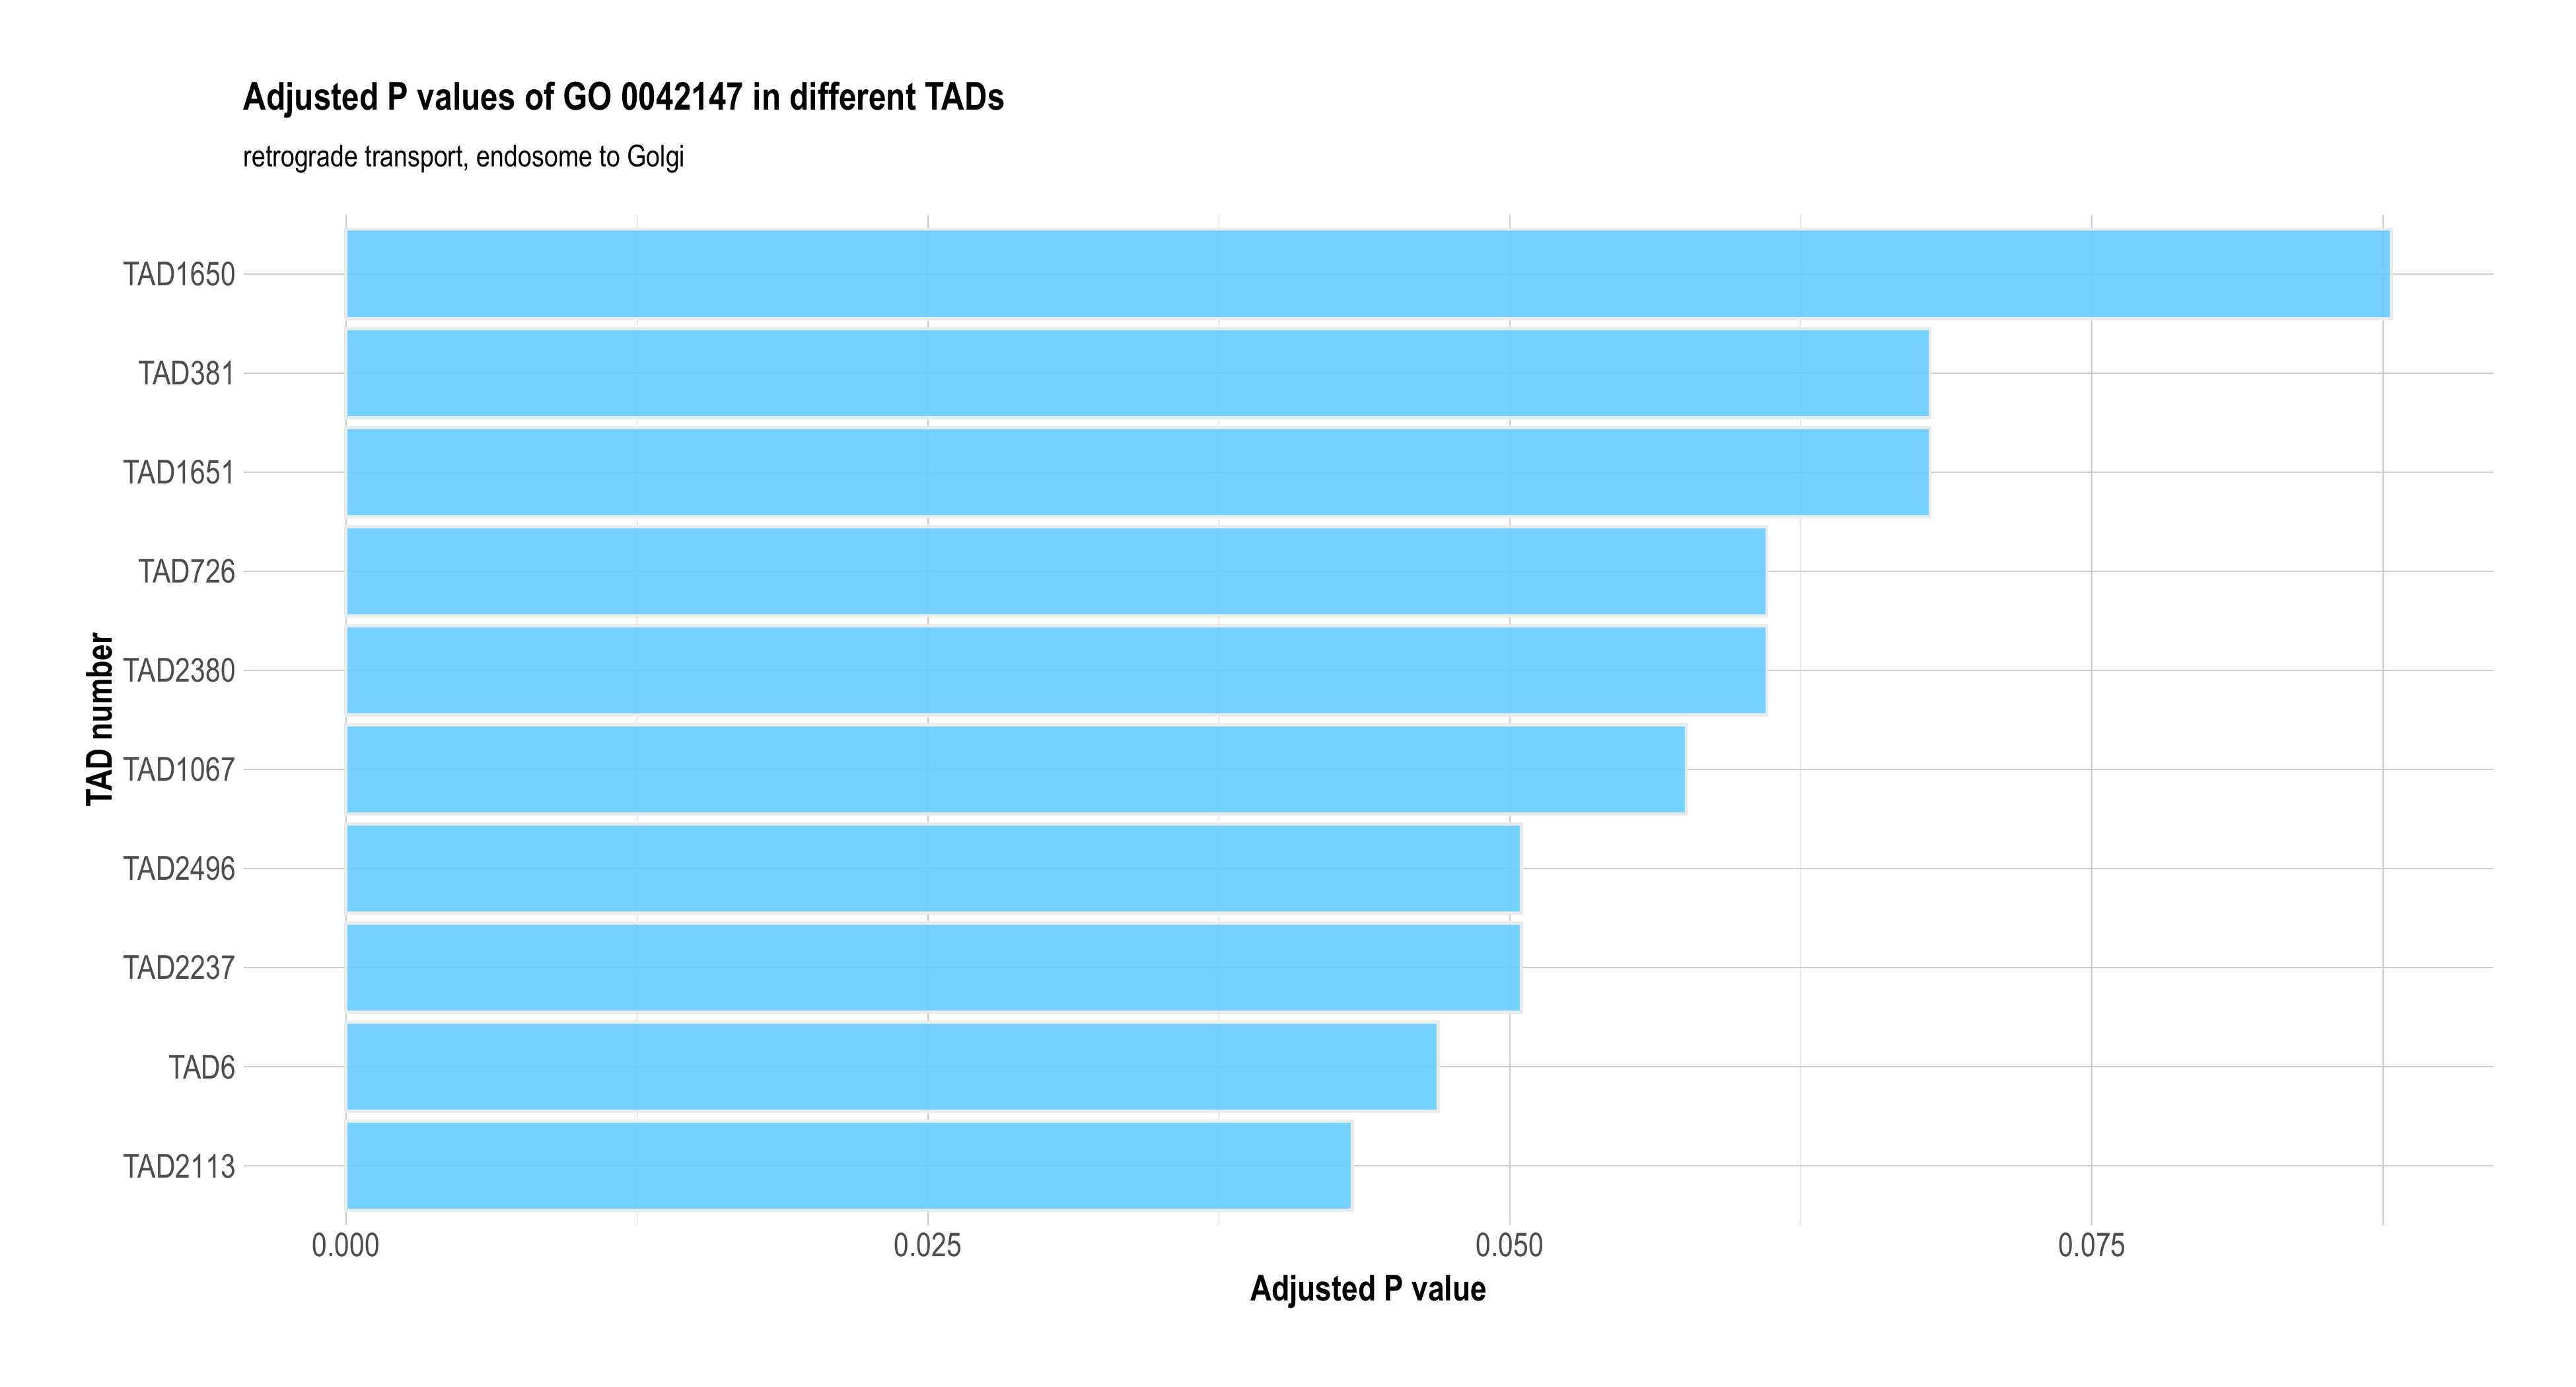 Adjusted P values of GO 0042147 in different TADs
retrograde transport, endosome to Golgi
TAD1650
TAD381
TAD1651
TAD726
TAD2380
TAD1067
TAD2496
TAD2237
TAD6
TAD2113
TAD number
0.000 0.025 0.050 0.075
Adjusted P value